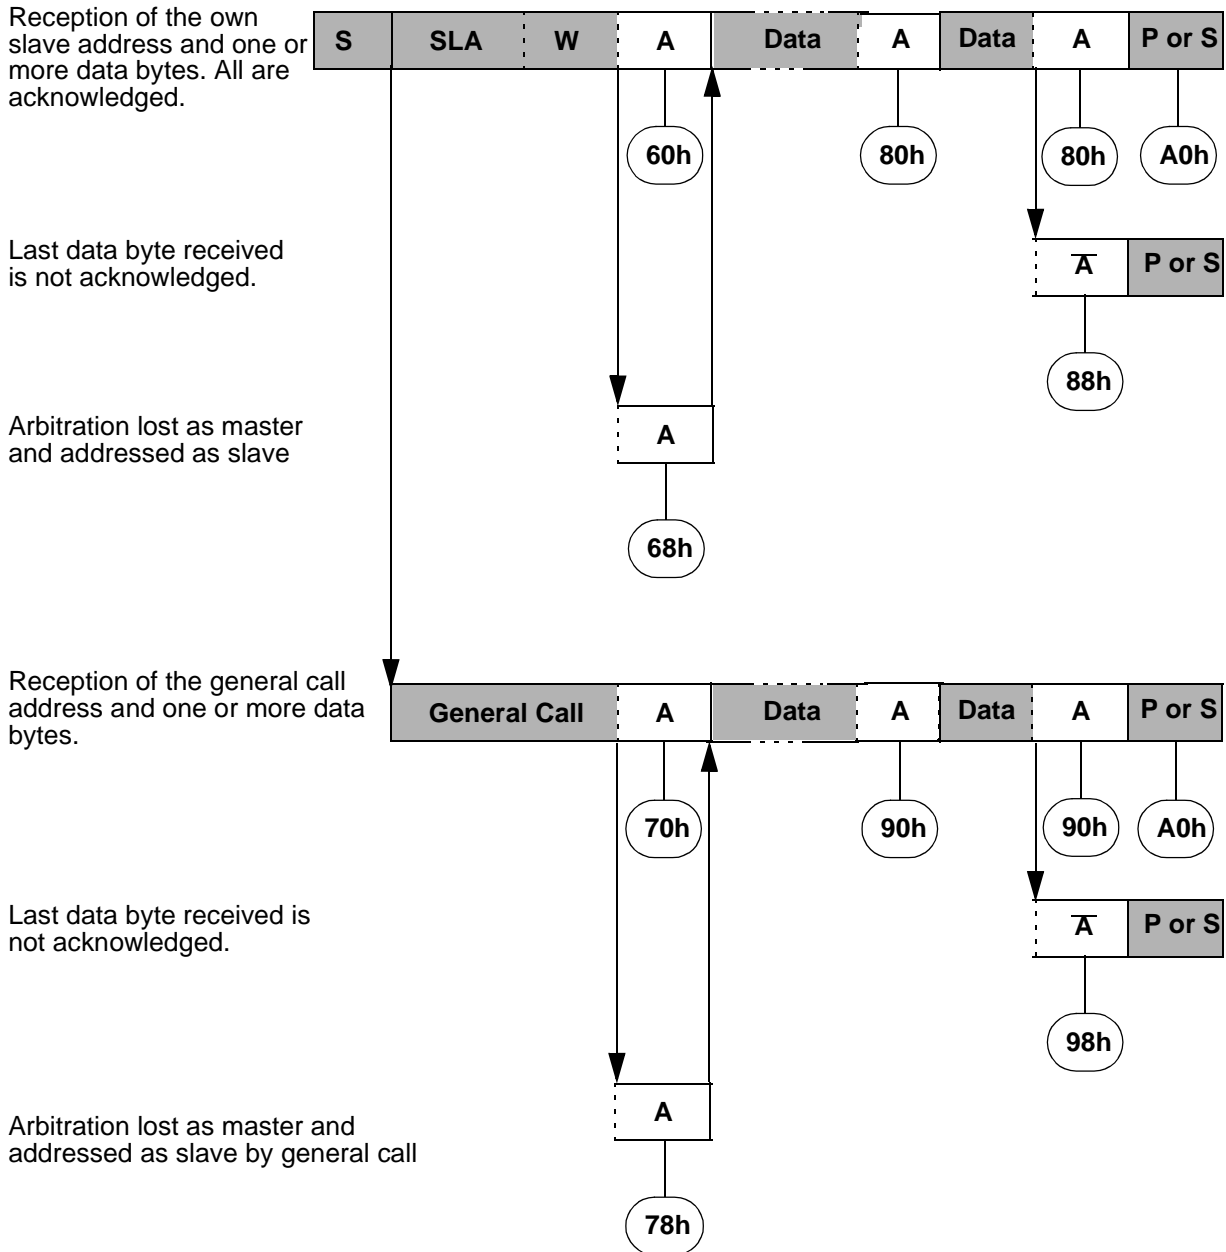 Reception of the own
slave address and one or
more data bytes. All are
acknowledged.
S SLA W A Data A Data A P or S
60h 80h 80h A0h
Last data byte received
is not acknowledged.
A̅ P or S
88h
Arbitration lost as master
and addressed as slave
A
68h
Reception of the general call
address and one or more data
bytes.
General Call A Data A Data A P or S
70h 90h 90h A0h
Last data byte received is
not acknowledged.
A̅ P or S
98h
Arbitration lost as master and
addressed as slave by general call
A
78h